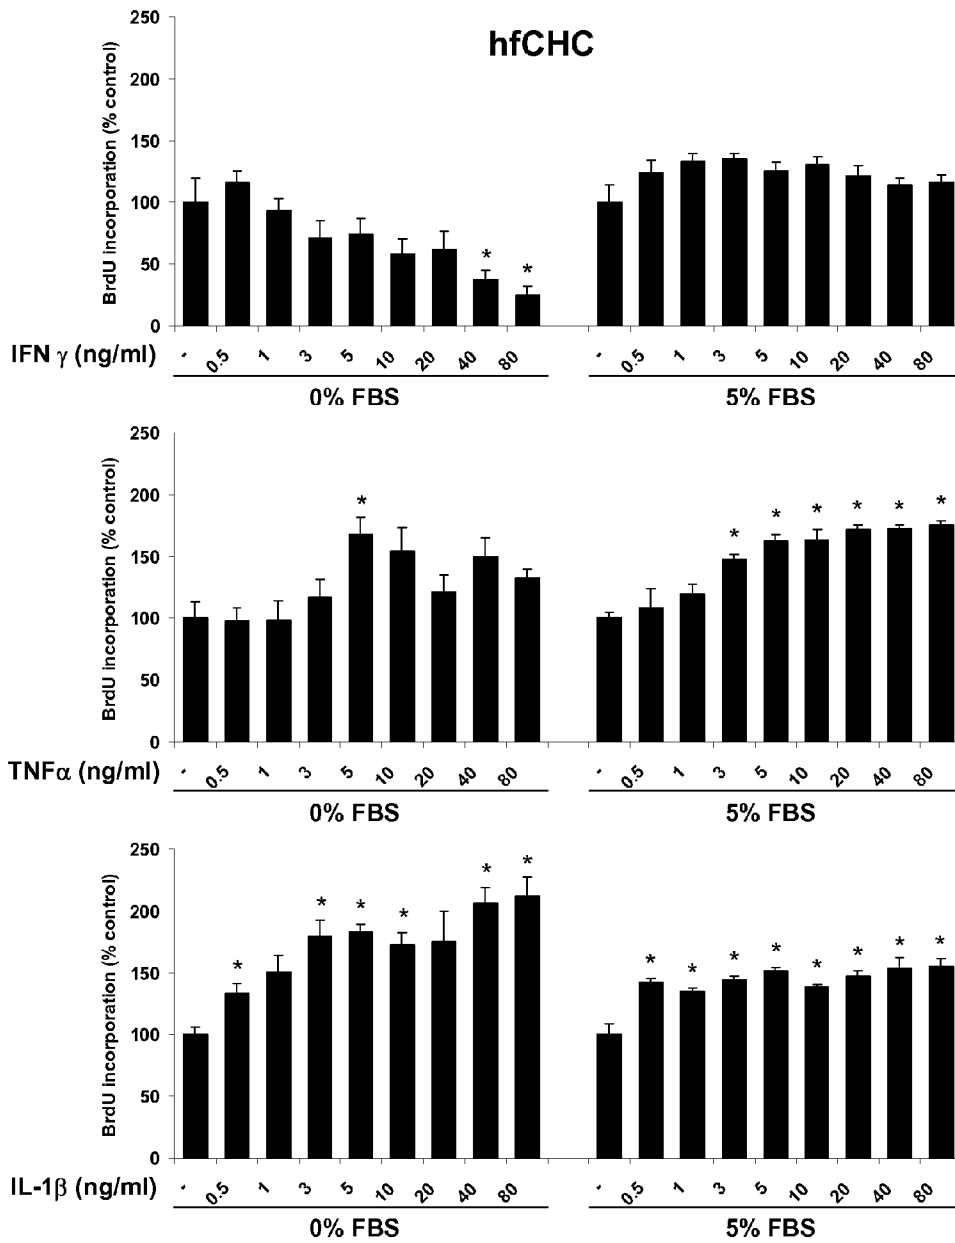 hfCHC
BrdU incorporation (% control)
250
200
150
100
50
0
* *
IFN γ (ng/ml)
- 0.5 1 3 5 10 20 40 80 - 0.5 1 3 5 10 20 40 80
0% FBS 5% FBS
BrdU incorporation (% control)
250
200
150
100
50
0
* * * * * * *
TNFα (ng/ml)
- 0.5 1 3 5 10 20 40 80 - 0.5 1 3 5 10 20 40 80
0% FBS 5% FBS
BrdU incorporation (% control)
250
200
150
100
50
0
* * * * * * * * * * * * * *
IL-1β (ng/ml)
- 0.5 1 3 5 10 20 40 80 - 0.5 1 3 5 10 20 40 80
0% FBS 5% FBS